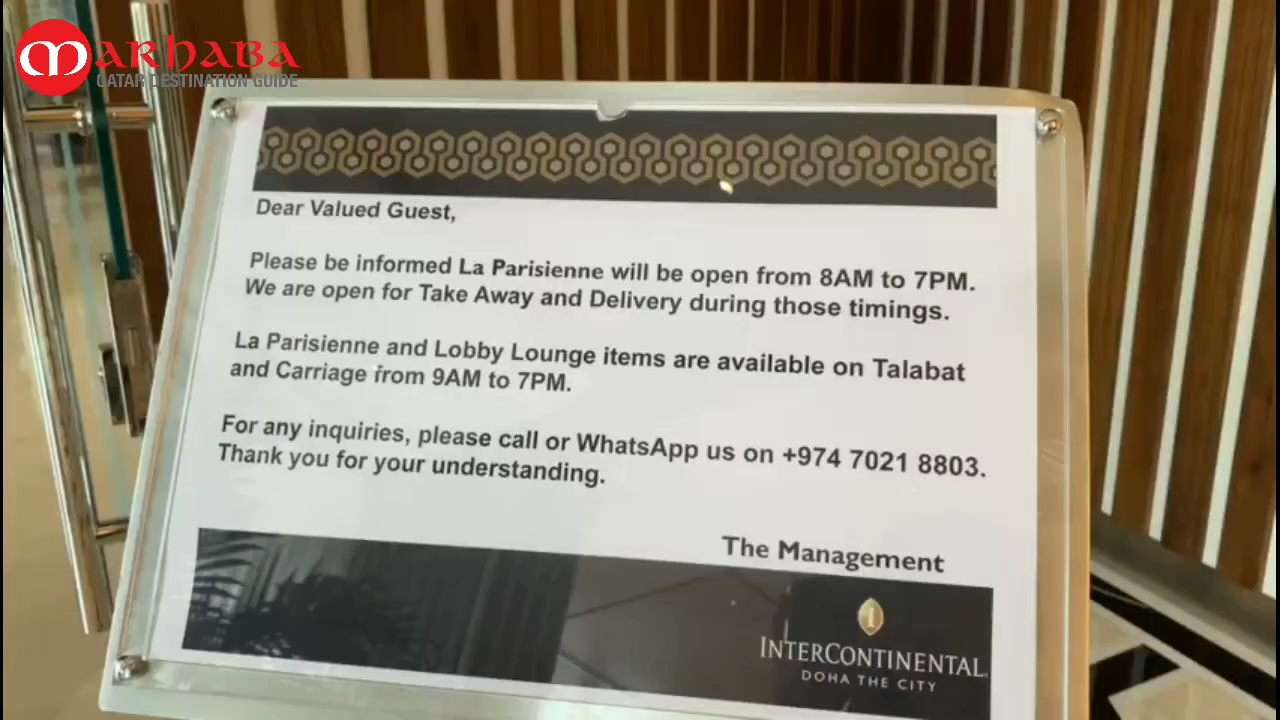 MARHABA
QATAR DESTINATION GUIDE
Dear Valued Guest,
Please be informed La Parisienne will be open from 8AM to 7PM.
We are open for Take Away and Delivery during those timings.
La Parisienne and Lobby Lounge items are available on Talabat
and Carriage from 9AM to 7PM.
For any inquiries, please call or WhatsApp us on +974 7021 8803.
Thank you for your understanding.
The Management
INTERCONTINENTAL
DOHA THE CITY